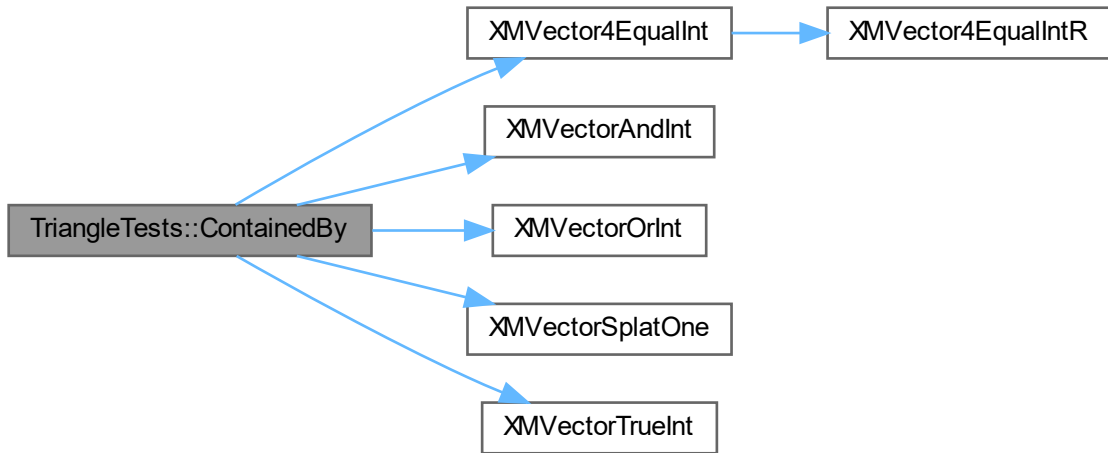 XMVector4EqualInt
XMVector4EqualIntR
XMVectorAndInt
TriangleTests::ContainedBy
XMVectorOrInt
XMVectorSplatOne
XMVectorTrueInt